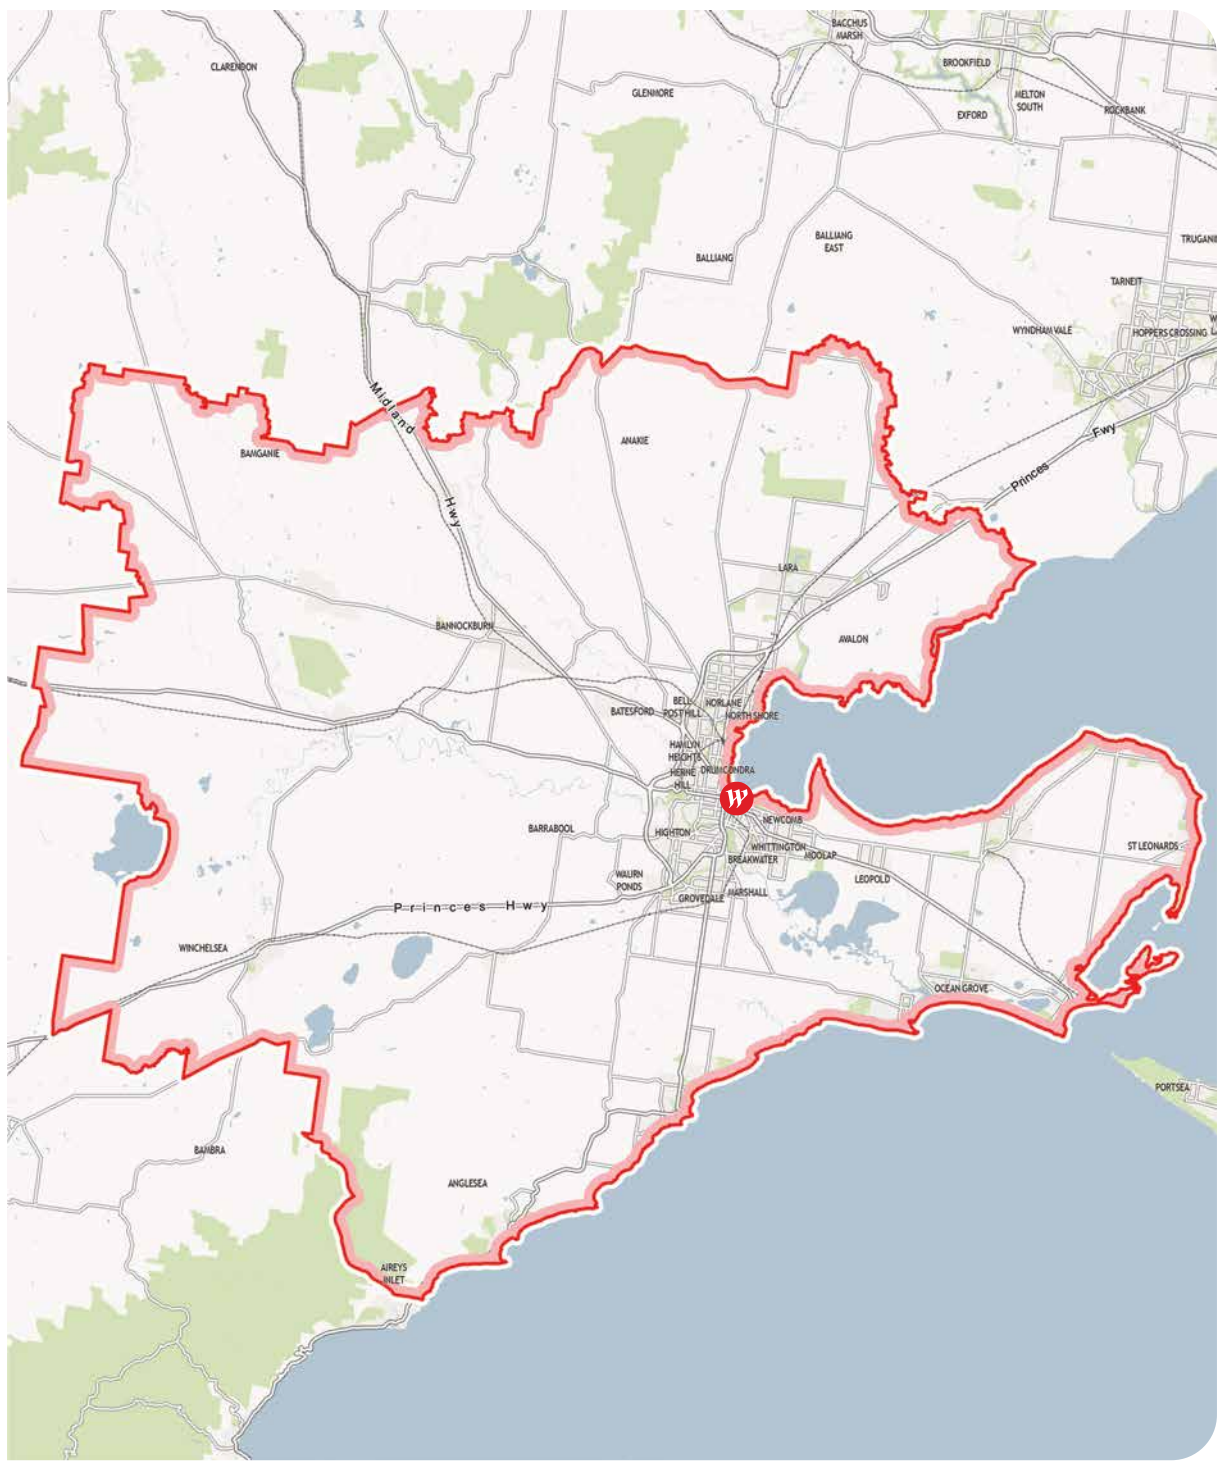 BACCHUS
MARSH
CLARENDON
BROOKFIELD
GLENMORE
MELTON
SOUTH
EXFORD
ROCKBANK
BALLIANG
EAST
TRUGANI
BALLIANG
TARNEIT
WYNDHAM VALE
HOPPERS CROSSING
W
L
Midland
Hwy
BAMGANIE
ANAKIE
Princes
Fwy
LARA
BANNOCKBURN
AVALON
BELL
POST HILL
NORLANE
BATESFORD
NORTH SHORE
HAMLYN
HEIGHTS
DRUMCONDRA
HERNE
HILL
W
NEWCOMB
BARRABOOL
HIGHTON
WHITTINGTON
ST LEONARDS
BREAKWATER
MOOLAP
WAURN
PONDS
LEOPOLD
MARSHALL
GROVEDALE
Princes Hwy
WINCHELSEA
OCEAN GROVE
PORTSEA
BAMBRA
ANGLESEA
AIREYS
INLET